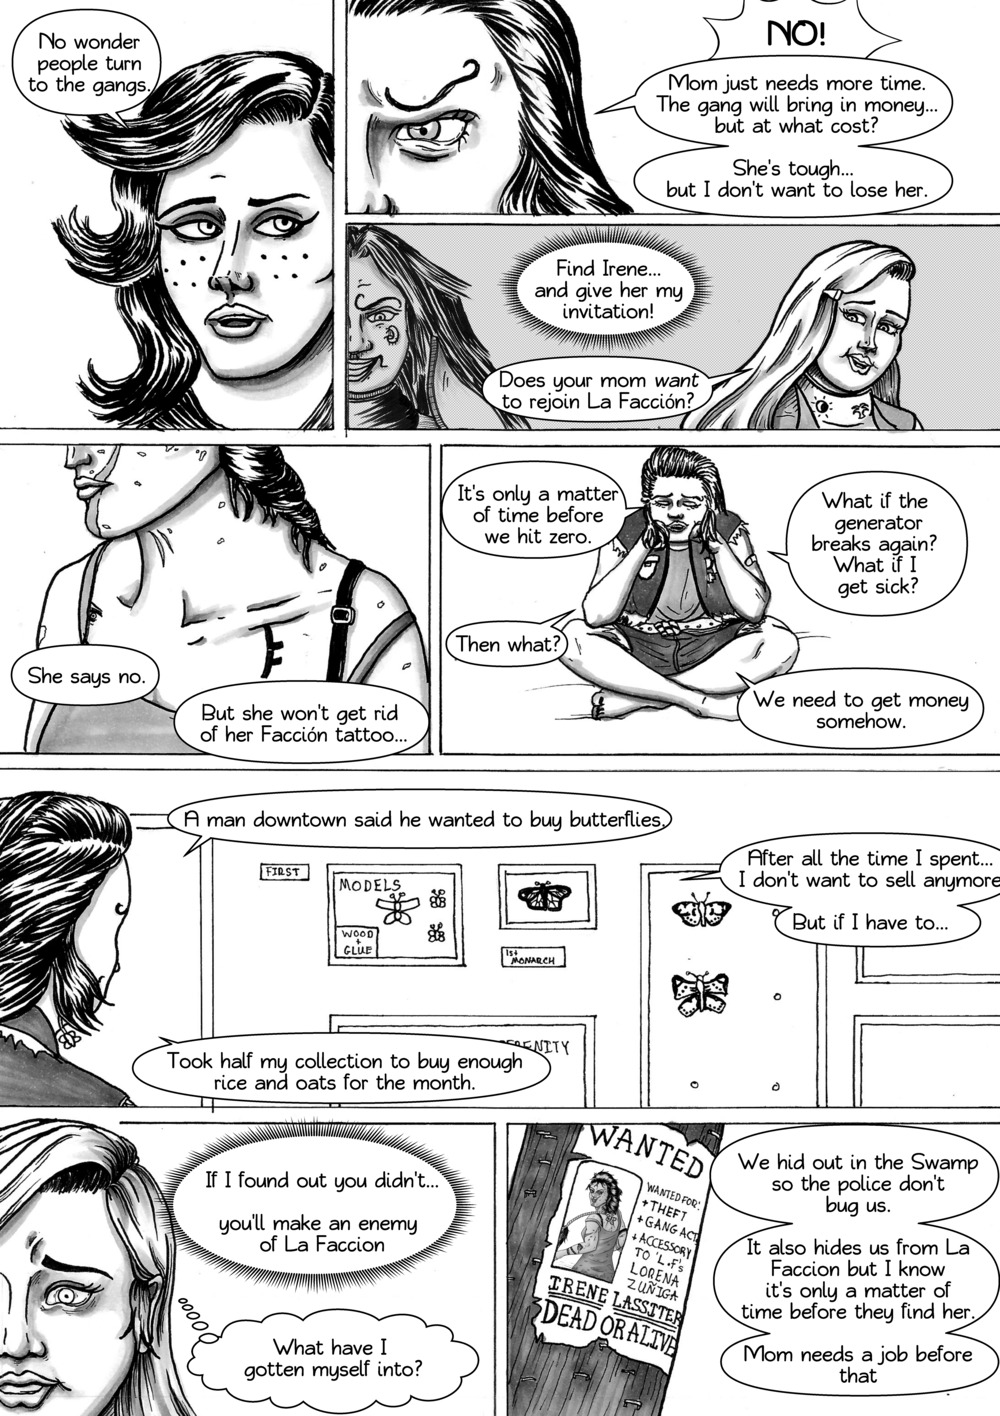 No wonder
people turn
to the gangs.
NO!
Mom just needs more time.
The gang will bring in money...
but at what cost?
She's tough...
but I don't want to lose her.
Find Irene...
and give her my
invitation!
Does your mom want
to rejoin La Facción?
She says no.
But she won't get rid
of her Facción tattoo...
It's only a matter
of time before
we hit zero.
What if the
generator
breaks again?
What if I
get sick?
Then what?
We need to get money
somehow.
A man downtown said he wanted to buy butterflies.
After all the time I spent...
I don't want to sell anymore
But if I have to...
FIRST
MODELS
WOOD
+
GLUE
1st
MONARCH
ERENITY
Took half my collection to buy enough
rice and oats for the month.
If I found out you didn't...
you'll make an enemy
of La Faccion
What have I
gotten myself into?
WANTED
WANTED FOR:
+THEFT
+GANG ACT.
+ACCESSORY
TO 'L.F's
LORENA
ZUÑIGA
IRENE LASSITER
DEAD OR ALIVE
We hid out in the Swamp
so the police don't
bug us.
It also hides us from La
Faccion but I know
it's only a matter of
time before they find her.
Mom needs a job before
that